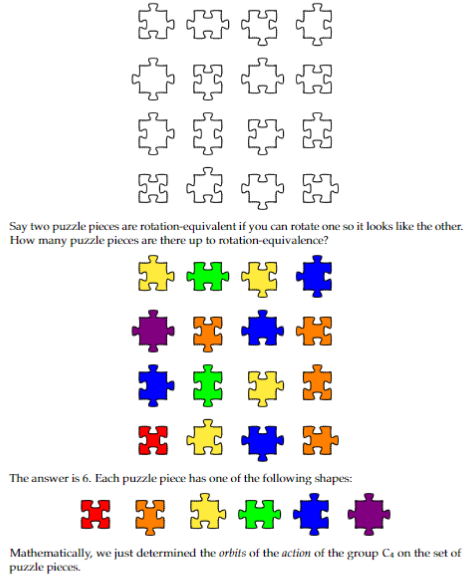 Say two puzzle pieces are rotation-equivalent if you can rotate one so it looks like the other.
How many puzzle pieces are there up to rotation-equivalence?
The answer is 6. Each puzzle piece has one of the following shapes:
Mathematically, we just determined the orbits of the action of the group C₄ on the set of
puzzle pieces.